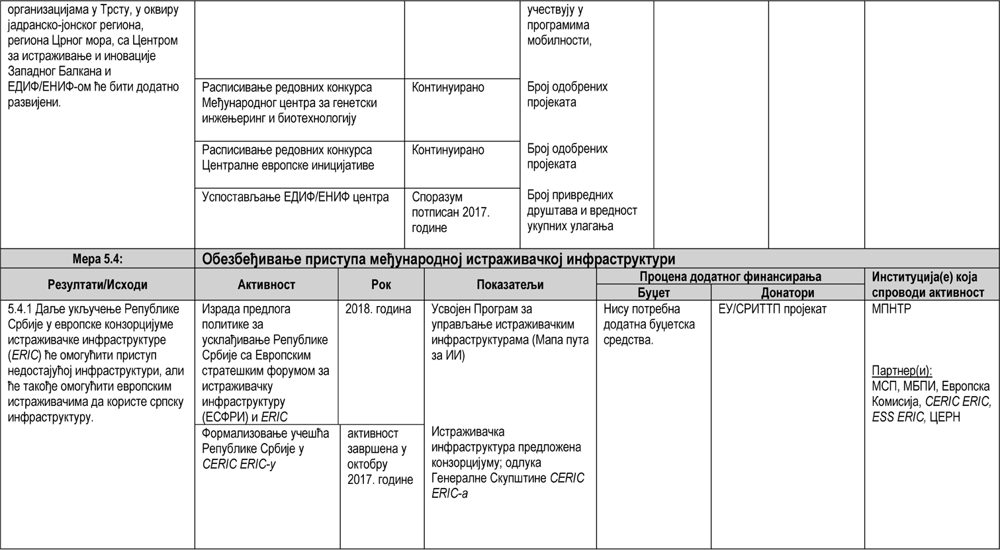 организацијама у Трсту, у оквиру
јадранско-јонског региона,
региона Црног мора, са Центром
за истраживање и иновације
Западног Балкана и
ЕДИФ/ЕНИФ-ом ће бити додатно
развијени.
учествују у
програмима
мобилности,
Расписивање редовних конкурса
Међународног центра за генетски
инжењеринг и биотехнологију
Континуирано
Број одобрених
пројеката
Расписивање редовних конкурса
Централне европске иницијативе
Континуирано
Број одобрених
пројеката
Успостављање ЕДИФ/ЕНИФ центра
Споразум
потписан 2017.
године
Број привредних
друштава и вредност
укупних улагања
Мера 5.4:
Обезбеђивање приступа међународној истраживачкој инфраструктури
Резултати/Исходи
Активност
Рок
Показатељи
Процена додатног финансирања
Буџет
Донатори
Институција(е) која
спроводи активност
5.4.1 Даље укључење Републике
Србије у европске конзорцијуме
истраживачке инфраструктуре
(ERIC) ће омогућити приступ
недостајућој инфраструктури, али
ће такође омогућити европским
истраживачима да користе српску
инфраструктуру.
Израда предлога
политике за
усклађивање Републике
Србије са Европским
стратешким форумом за
истраживачку
инфраструктуру
(ЕСФРИ) и ERIC
2018. година
Усвојен Програм за
управљање истраживачким
инфраструктурама (Мапа пута
за ИИ)
Нису потребна
додатна буџетска
средства.
ЕУ/СРИТТП пројекат
МПНТР
Партнер(и):
МСП, МБПИ, Европска
Комисија, CERIC ERIC,
ESS ERIC, ЦЕРН
Формализовање учешћа
Републике Србије у
CERIC ERIC-у
активност
завршена у
октобру
2017. године
Истраживачка
инфраструктура предложена
конзорцијуму; одлука
Генералне Скупштине CERIC
ERIC-а